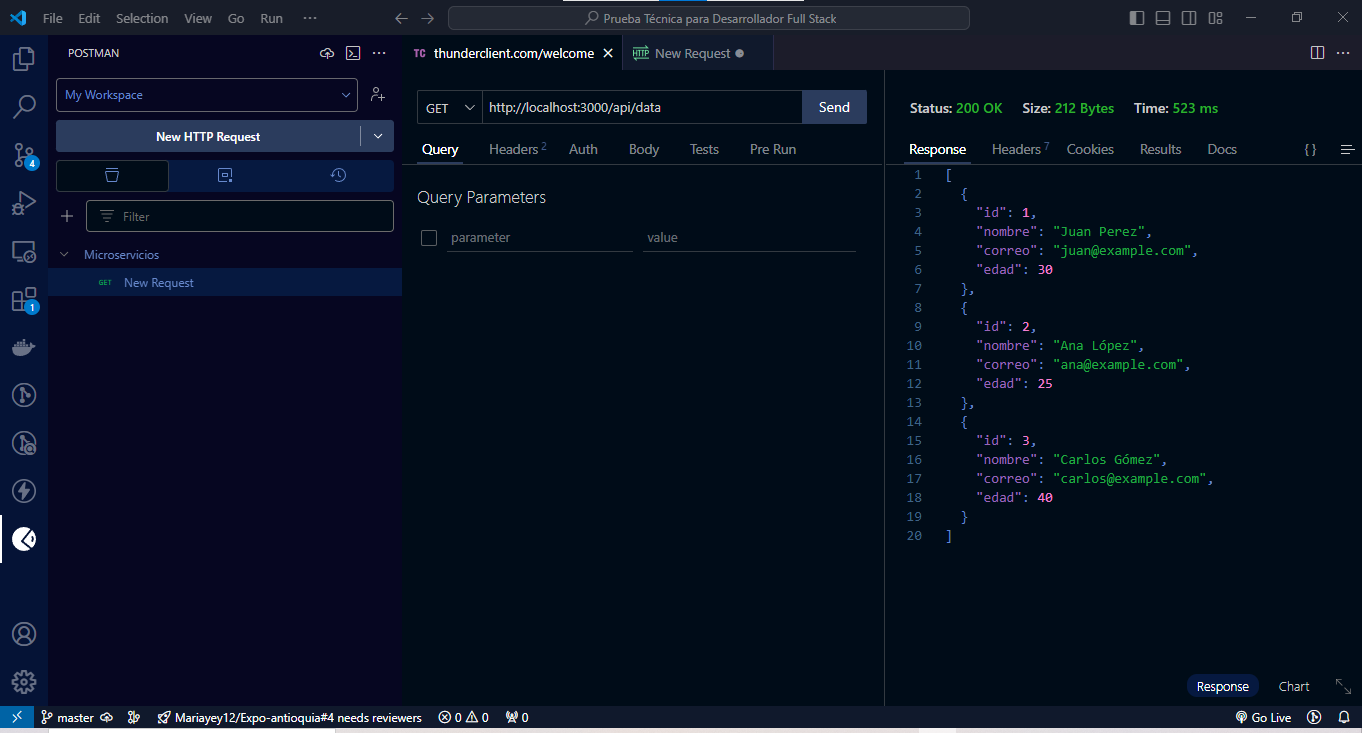 File Edit Selection View Go Run ··· Prueba Técnica para Desarrollador Full Stack
POSTMAN
My Workspace
New HTTP Request
Filter
Microservicios
GET New Request
4
1
TC thunderclient.com/welcome
HTTP New Request
GET http://localhost:3000/api/data Send
Query Headers 2 Auth Body Tests Pre Run
Query Parameters
parameter value
Status: 200 OK Size: 212 Bytes Time: 523 ms
Response Headers 7 Cookies Results Docs { }
1 [
2 {
3 "id": 1,
4 "nombre": "Juan Perez",
5 "correo": "juan@example.com",
6 "edad": 30
7 },
8 {
9 "id": 2,
10 "nombre": "Ana López",
11 "correo": "ana@example.com",
12 "edad": 25
13 },
14 {
15 "id": 3,
16 "nombre": "Carlos Gómez",
17 "correo": "carlos@example.com",
18 "edad": 40
19 }
20 ]
Response Chart
master Mariayey12/Expo-antioquia#4 needs reviewers 0 0 0 Go Live